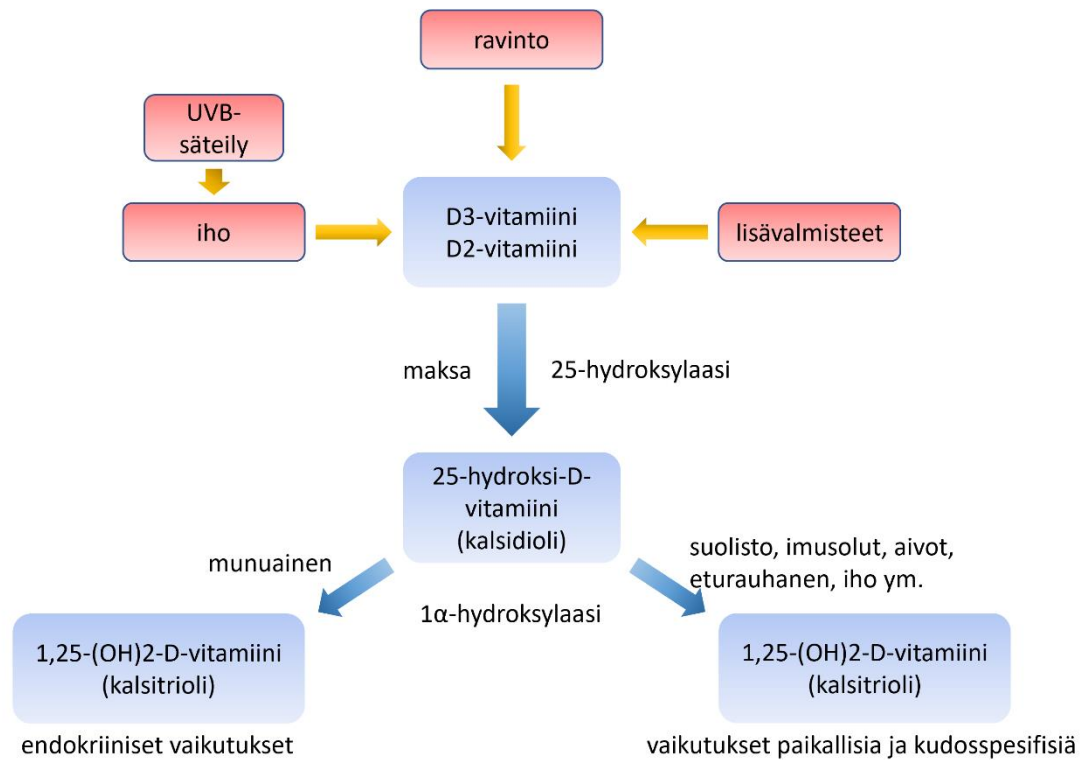 ravinto
UVB-
säteily
iho
D3-vitamiini
D2-vitamiini
lisävalmisteet
maksa
25-hydroksylaasi
25-hydroksi-D-
vitamiini
(kalsidioli)
munuainen
1α-hydroksylaasi
suolisto, imusolut, aivot,
eturauhanen, iho ym.
1,25-(OH)2-D-vitamiini
(kalsitrioli)
endokriiniset vaikutukset
1,25-(OH)2-D-vitamiini
(kalsitrioli)
vaikutukset paikallisia ja kudosspesifisiä